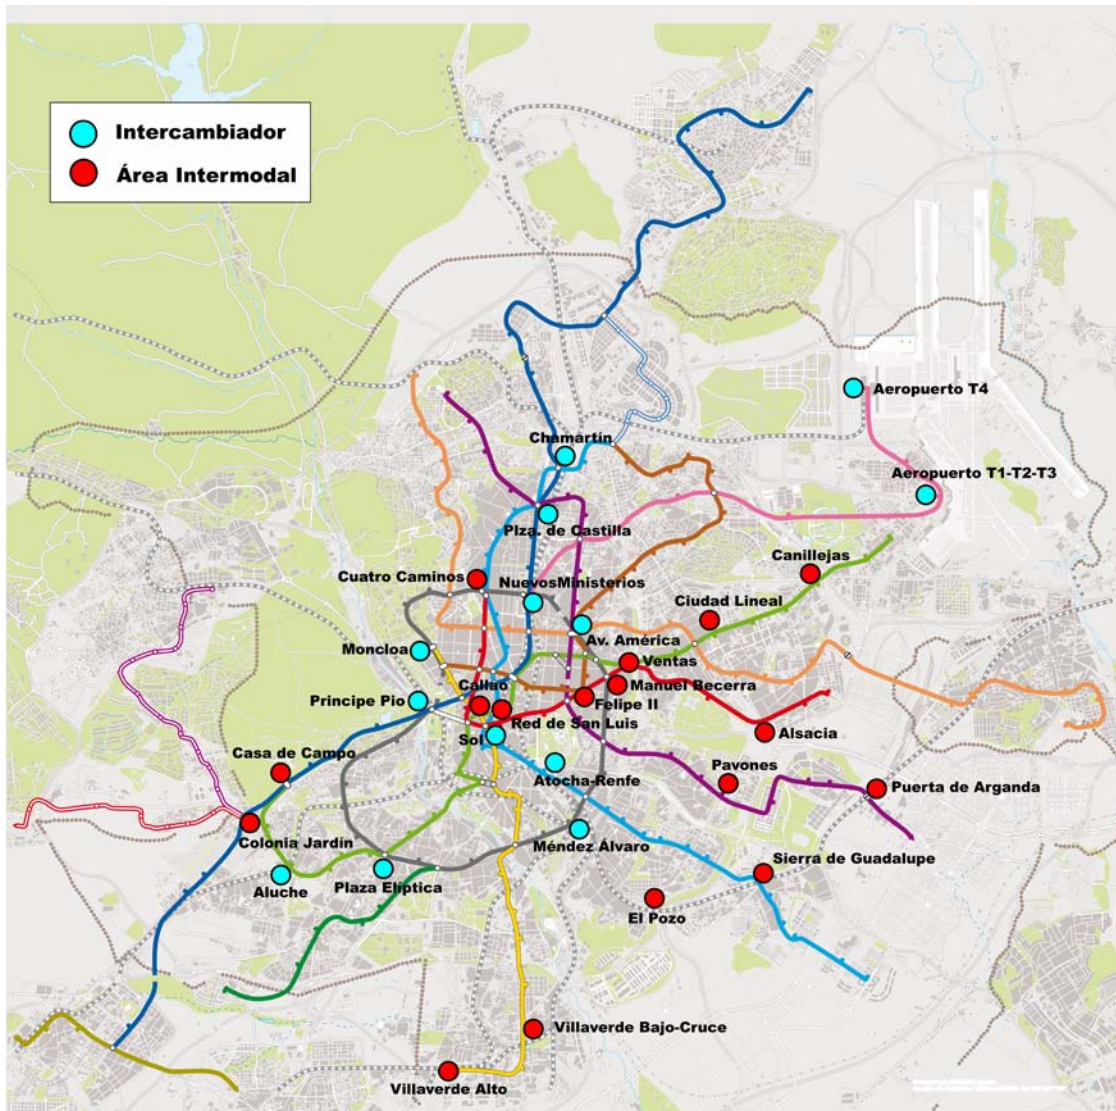 Intercambiador
Área Intermodal
Aeropuerto T4
Chamartín
Aeropuerto T1-T2-T3
Plza. de Castilla
Canillejas
Cuatro Caminos
NuevosMinisterios
Ciudad Lineal
Av. América
Moncloa
Ventas
Callao
Manuel Becerra
Principe Pio
Felipe II
Red de San Luis
Sol
Alsacia
Casa de Campo
Pavones
Atocha-Renfe
Puerta de Arganda
Colonia Jardín
Méndez Álvaro
Sierra de Guadalupe
Aluche
Plaza Elíptica
El Pozo
Villaverde Bajo-Cruce
Villaverde Alto